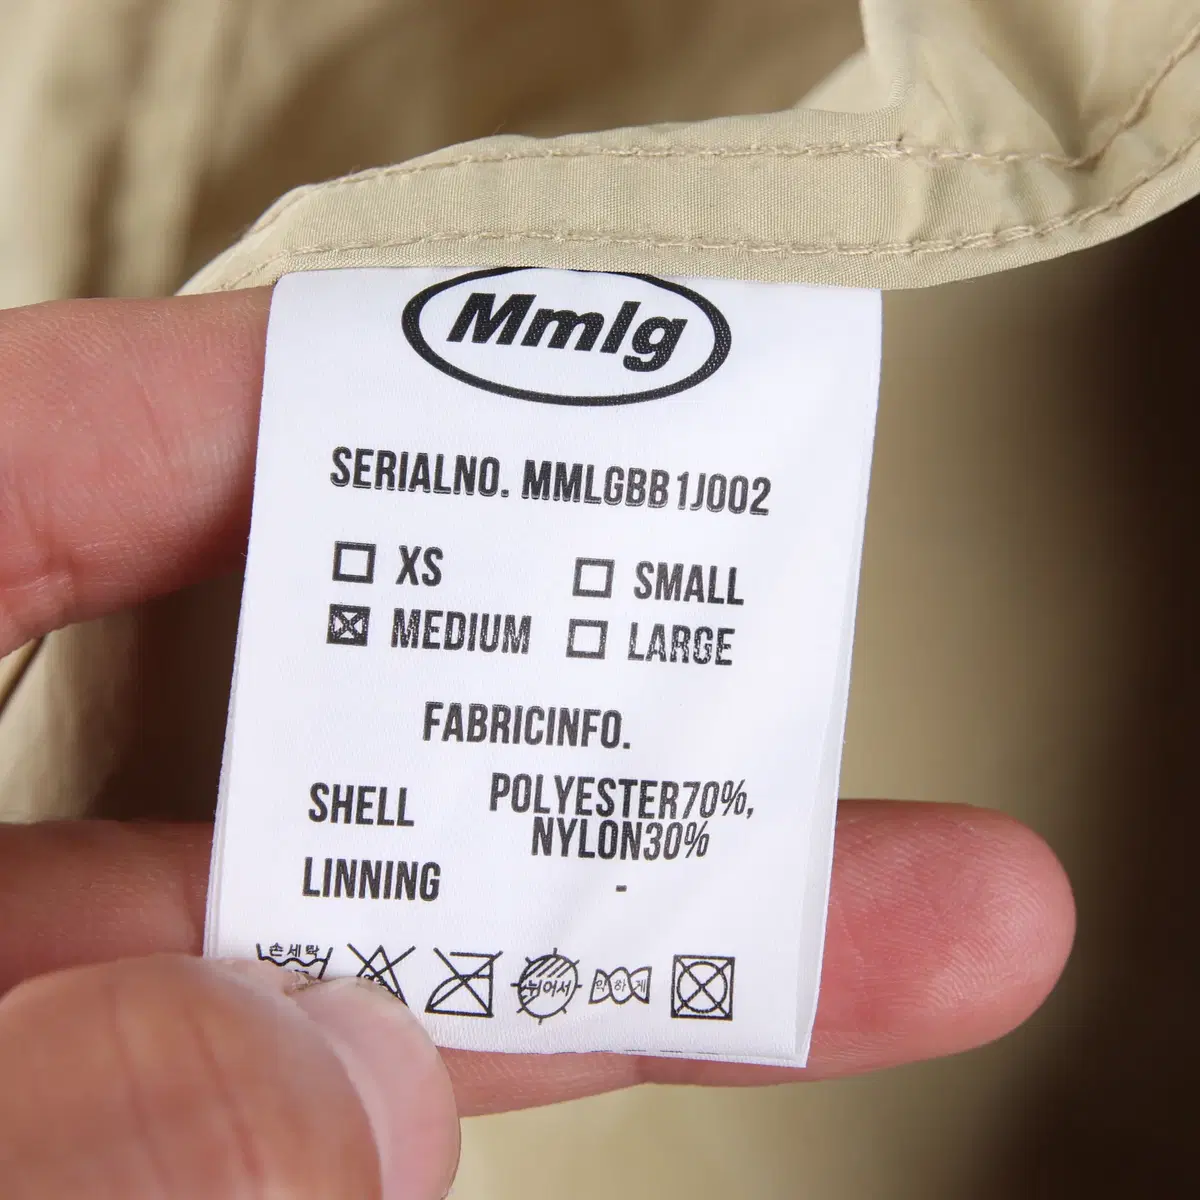 Mmlg
SERIALNO. MMLGBB1J002
XS SMALL
MEDIUM LARGE
FABRICINFO.
SHELL POLYESTER70%,
NYLON30%
LINNING -
손세탁
뉘어서 약하게